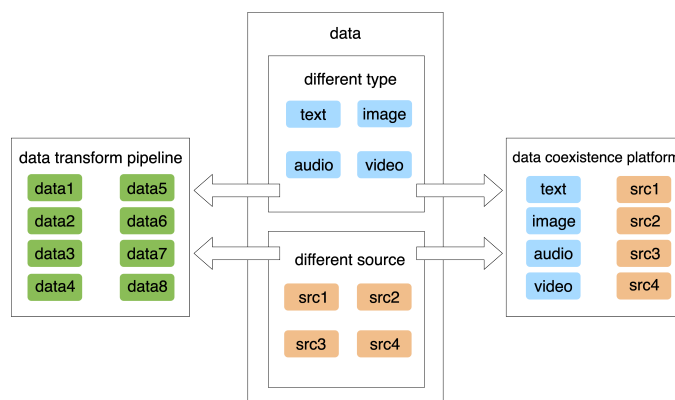 data
different type
text image
audio video
data transform pipeline
data1 data5
data2 data6
data3 data7
data4 data8
different source
src1 src2
src3 src4
data coexistence platform
text src1
image src2
audio src3
video src4